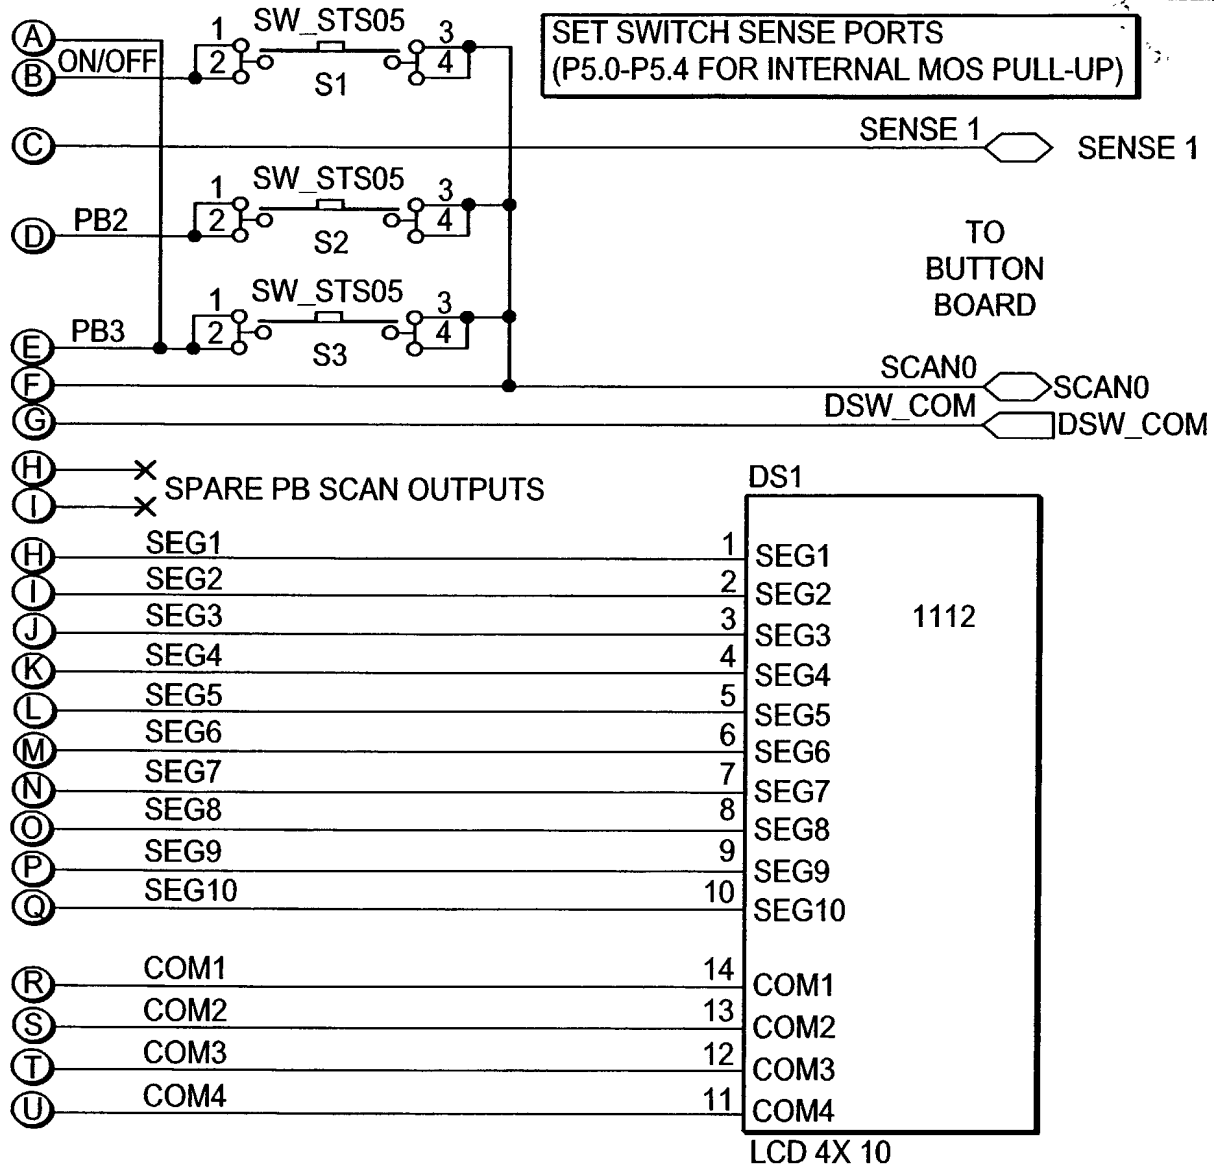 A
ON/OFF
B
1
2
SW_STS05
S1
3
4
SET SWITCH SENSE PORTS
(P5.0-P5.4 FOR INTERNAL MOS PULL-UP)
C
SENSE 1
SENSE 1
D
PB2
1
2
SW_STS05
S2
3
4
TO
BUTTON
BOARD
E
PB3
1
2
SW_STS05
S3
3
4
F
SCAN0
SCAN0
G
DSW_COM
DSW_COM
H
I
SPARE PB SCAN OUTPUTS
DS1
1112
H SEG1 1 SEG1
I SEG2 2 SEG2
J SEG3 3 SEG3
K SEG4 4 SEG4
L SEG5 5 SEG5
M SEG6 6 SEG6
N SEG7 7 SEG7
O SEG8 8 SEG8
P SEG9 9 SEG9
Q SEG10 10 SEG10
R COM1 14 COM1
S COM2 13 COM2
T COM3 12 COM3
U COM4 11 COM4
LCD 4X 10